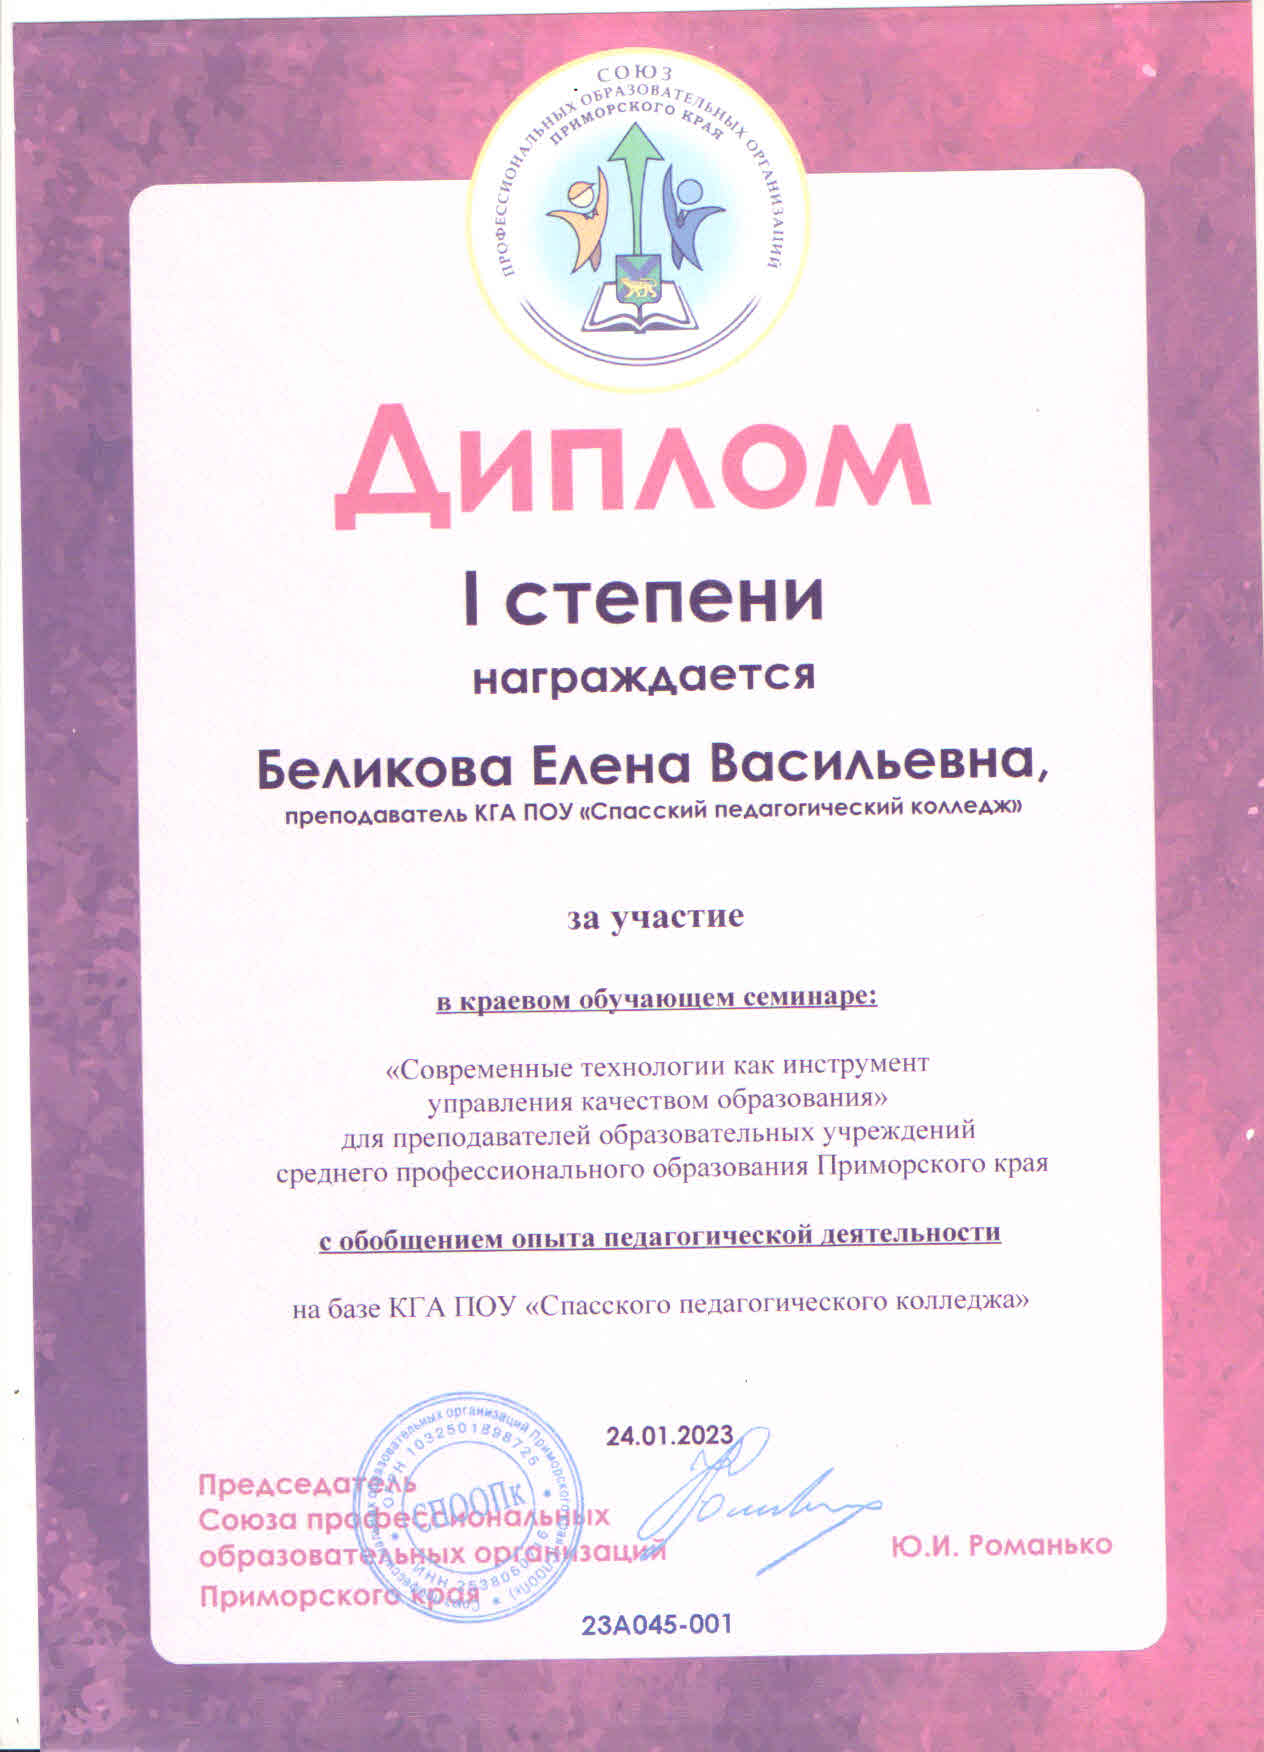 СОЮЗ
ПРОФЕССИОНАЛЬНЫХ ОБРАЗОВАТЕЛЬНЫХ ОРГАНИЗАЦИЙ
ПРИМОРСКОГО КРАЯ
Диплом
I степени
награждается
Беликова Елена Васильевна,
преподаватель КГА ПОУ «Спасский педагогический колледж»
за участие
в краевом обучающем семинаре:
«Современные технологии как инструмент
управления качеством образования»
для преподавателей образовательных учреждений
среднего профессионального образования Приморского края
с обобщением опыта педагогической деятельности
на базе КГА ПОУ «Спасского педагогического колледжа»
24.01.2023
Председатель
Союза профессиональных
образовательных организаций
Приморского края
Ю.И. Романько
СПООПк
ОГРН 1032501898725
23А045-001